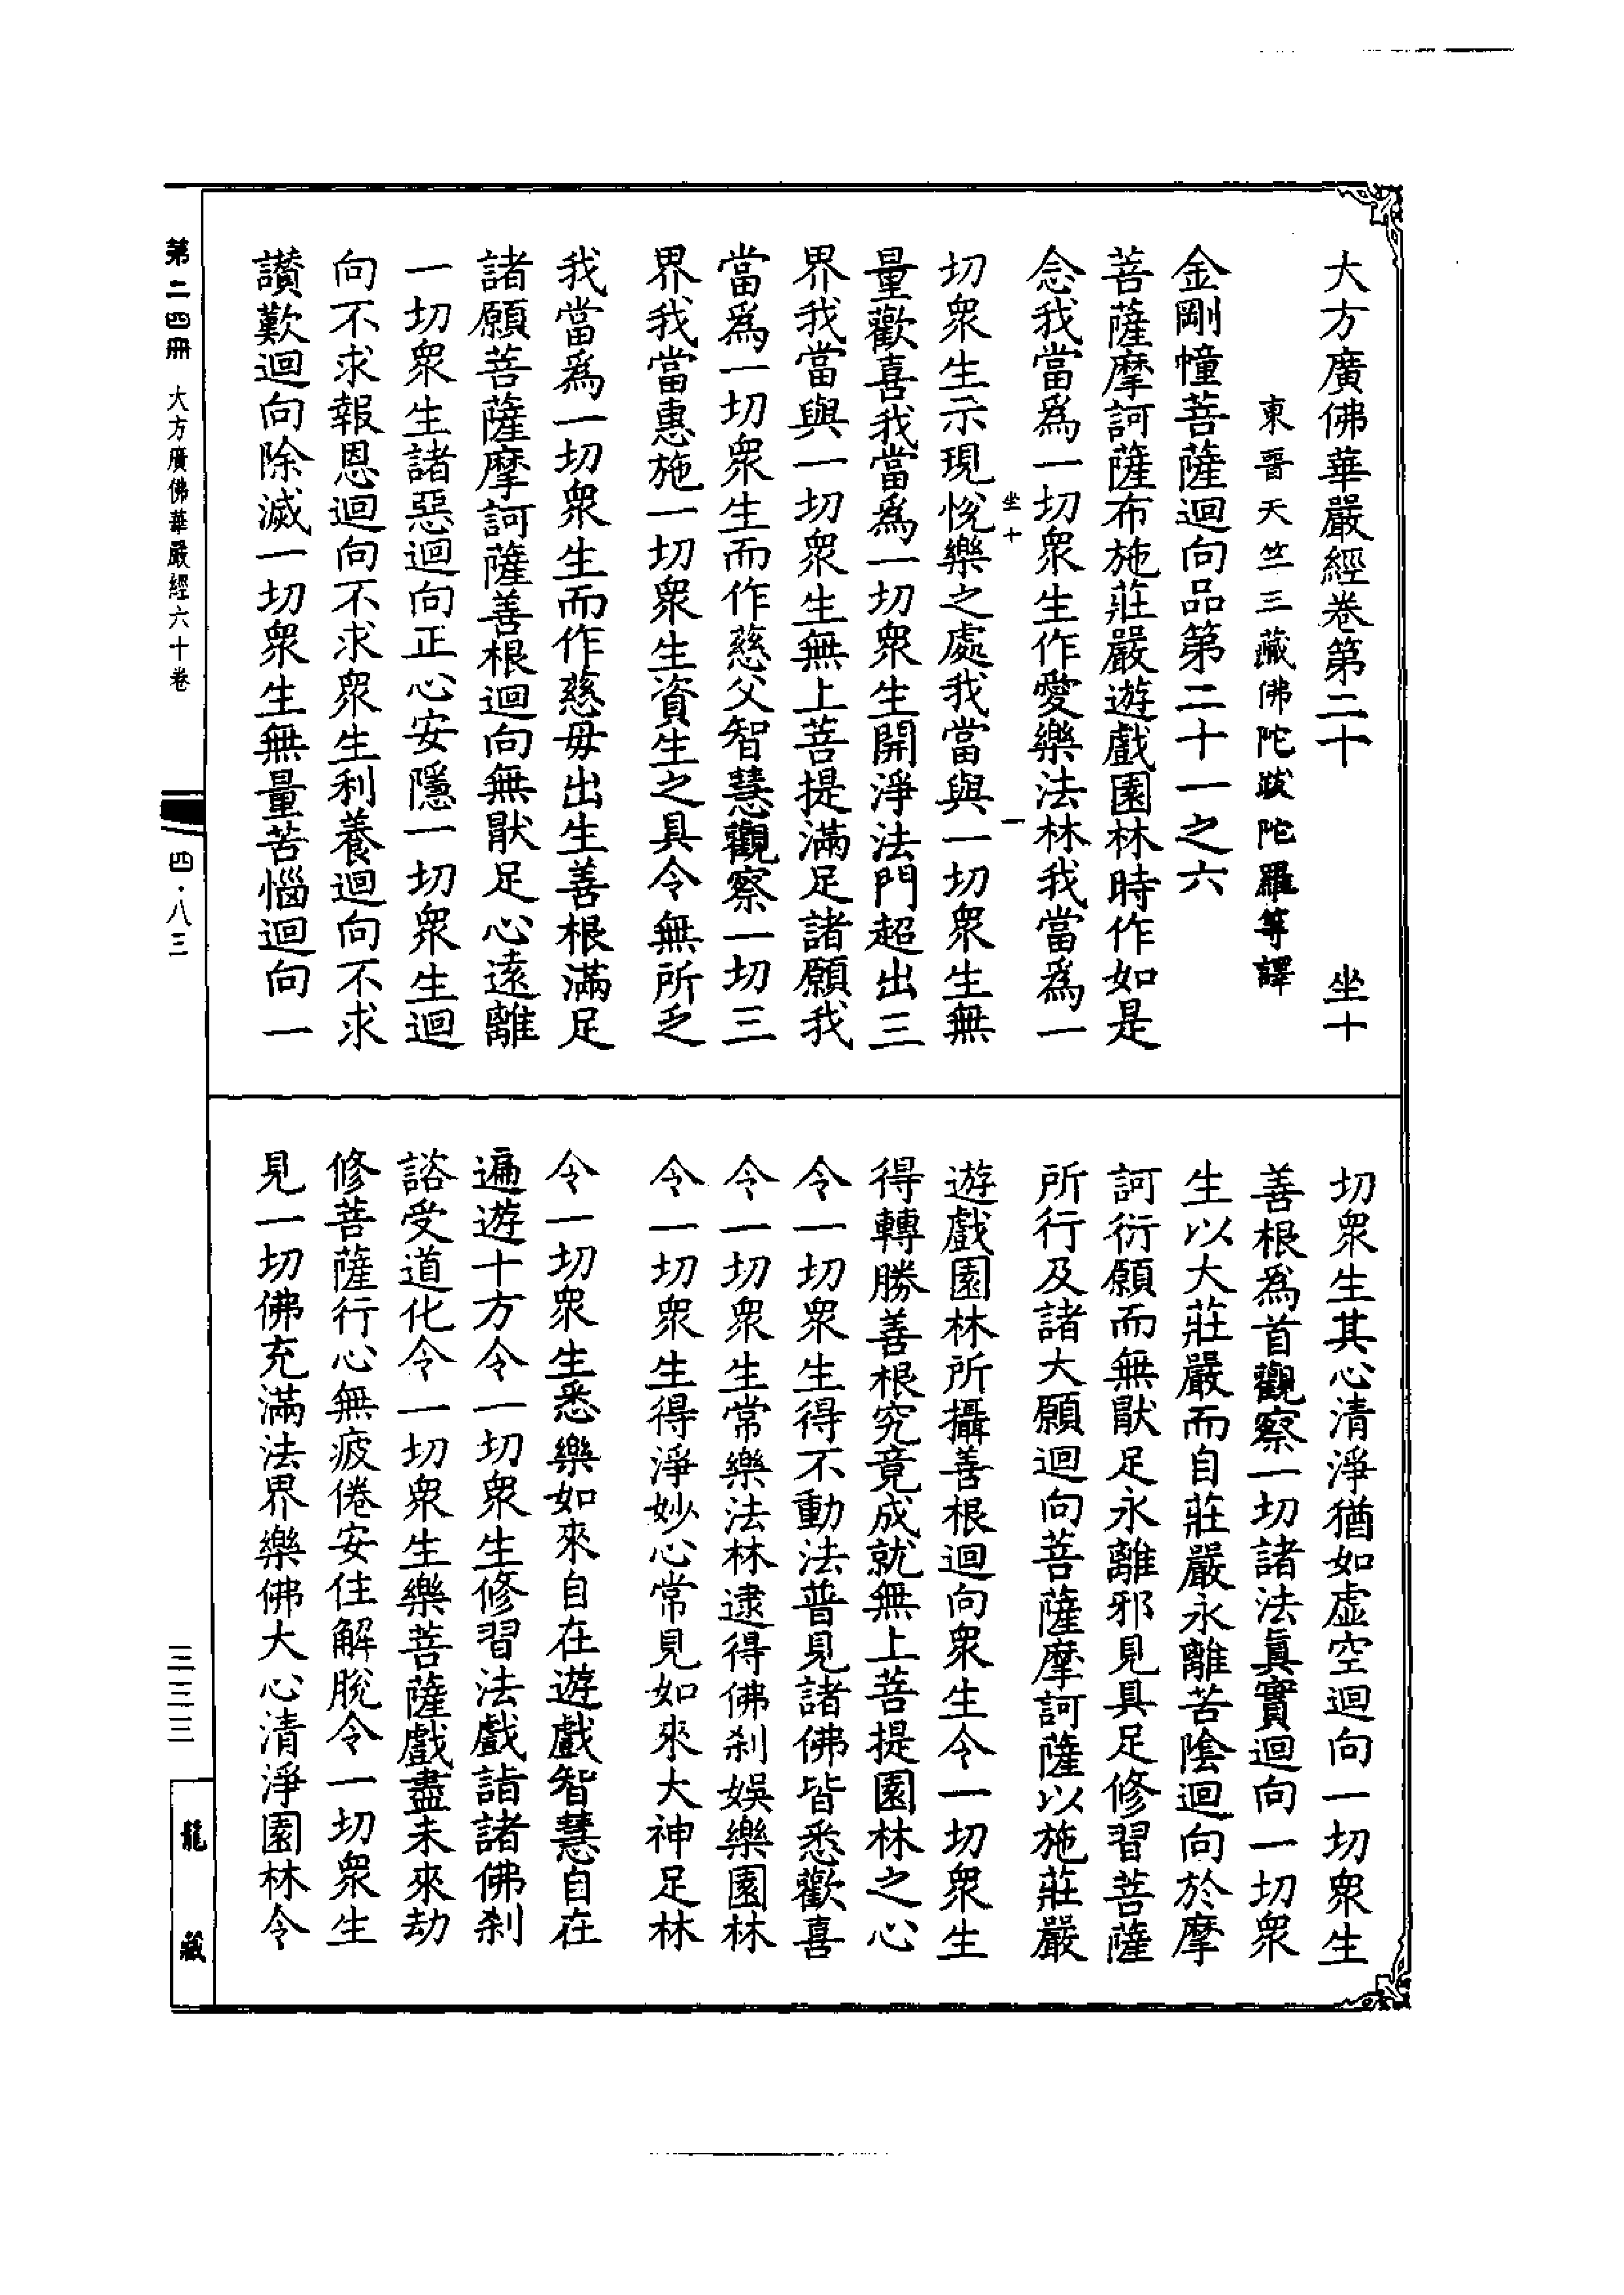 大方廣佛華嚴經卷第二十 坐十
東晉天竺三藏佛陀跋陀羅等譯
金剛幢菩薩迴向品第二十一之六
菩薩摩訶薩布施莊嚴遊戲園林時作如是
念我當爲一切衆生作愛樂法林我當爲一
坐十 一
切衆生示現悅樂之處我當與一切衆生無
量歡喜我當爲一切衆生開淨法門超出三
界我當與一切衆生無上菩提滿足諸願我
當爲一切衆生而作慈父智慧觀察一切三
界我當惠施一切衆生資生之具令無所乏
我當爲一切衆生而作慈母出生善根滿足
諸願菩薩摩訶薩善根迴向無猒足心遠離
一切衆生諸惡迴向正心安隱一切衆生迴
向不求報恩迴向不求衆生利養迴向不求
讚歎迴向除滅一切衆生無量苦惱迴向一
切衆生其心清淨猶如虛空迴向一切衆生
善根爲首觀察一切諸法眞實迴向一切衆
生以大莊嚴而自莊嚴永離苦陰迴向於摩
訶衍願而無猒足永離邪見具足修習菩薩
所行及諸大願迴向菩薩摩訶薩以施莊嚴
遊戲園林所攝善根迴向衆生令一切衆生
得轉勝善根究竟成就無上菩提園林之心
令一切衆生得不動法普見諸佛皆悉歡喜
令一切衆生常樂法林逮得佛刹娛樂園林
令一切衆生得淨妙心常見如來大神足林
令一切衆生悉樂如來自在遊戲智慧自在
遍遊十方令一切衆生修習法戲詣諸佛刹
諮受道化令一切衆生樂菩薩戲盡未來劫
修菩薩行心無疲倦安住解脫令一切衆生
見一切佛充滿法界樂佛大心清淨園林令
第二四冊 大方廣佛華嚴經六十卷 四·八三
三三三
龍藏